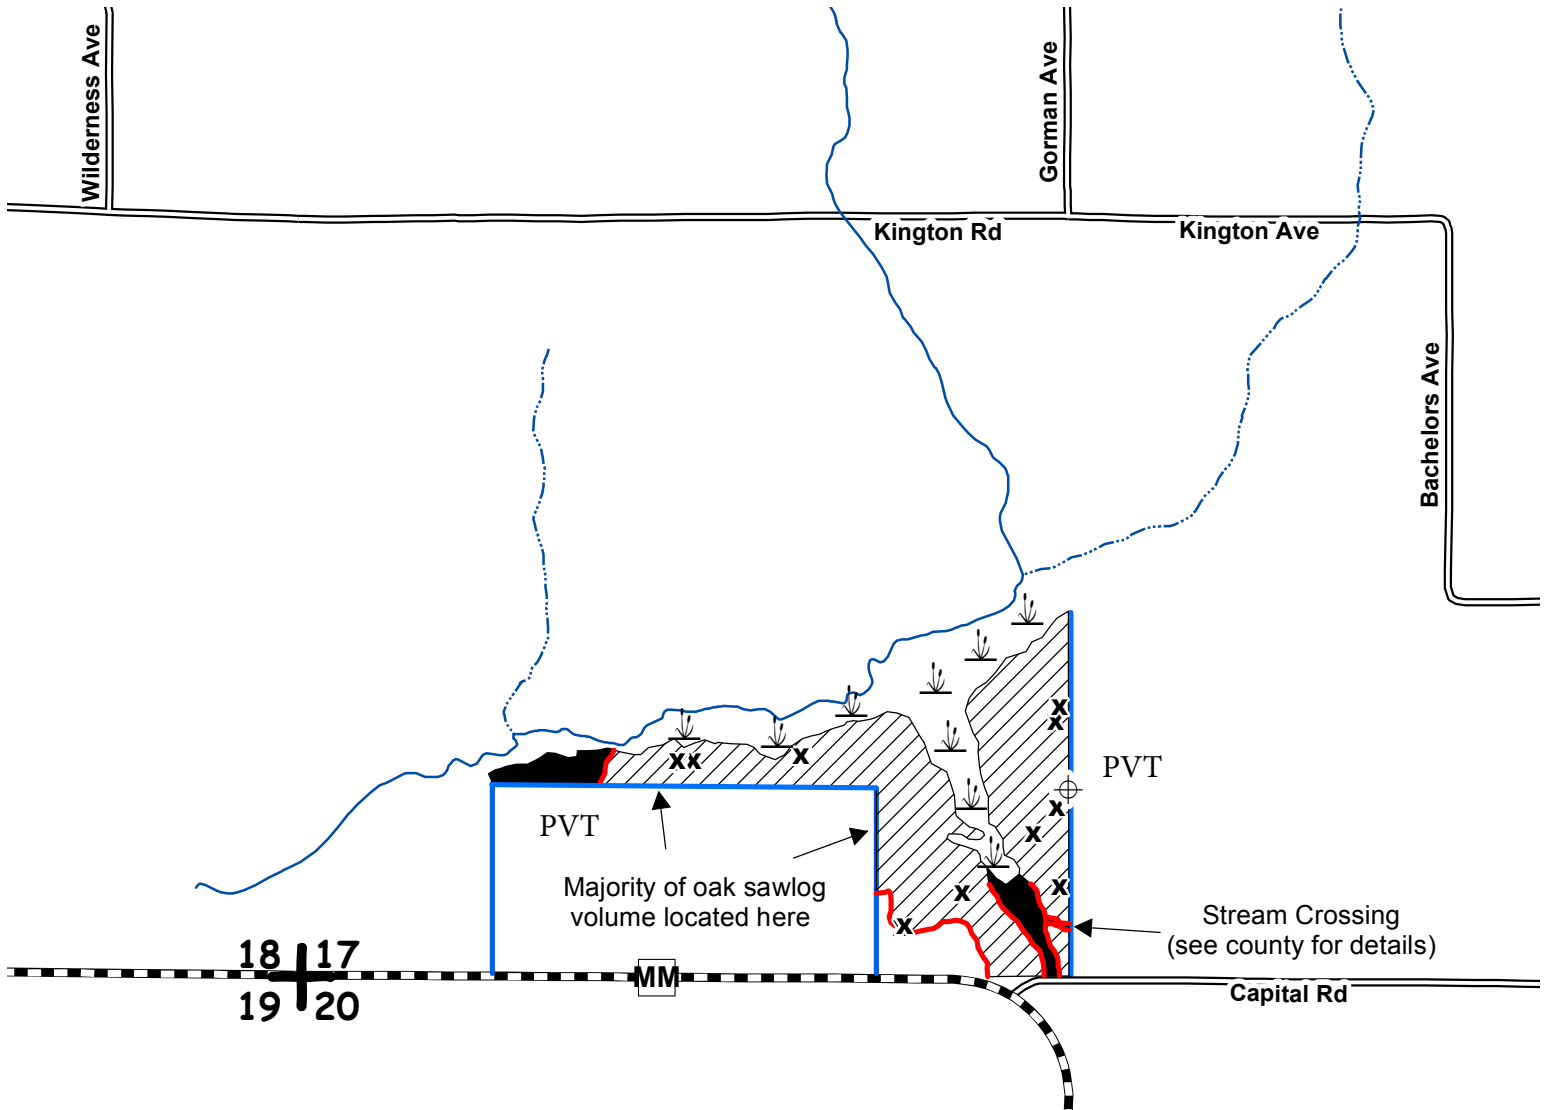 Wilderness Ave
Gorman Ave
Kington Rd
Kington Ave
Bachelors Ave
x
x
xx
x
PVT
x
PVT
x
Majority of oak sawlog
volume located here
x
x
x
Stream Crossing
(see county for details)
18 17
19 20
MM
Capital Rd